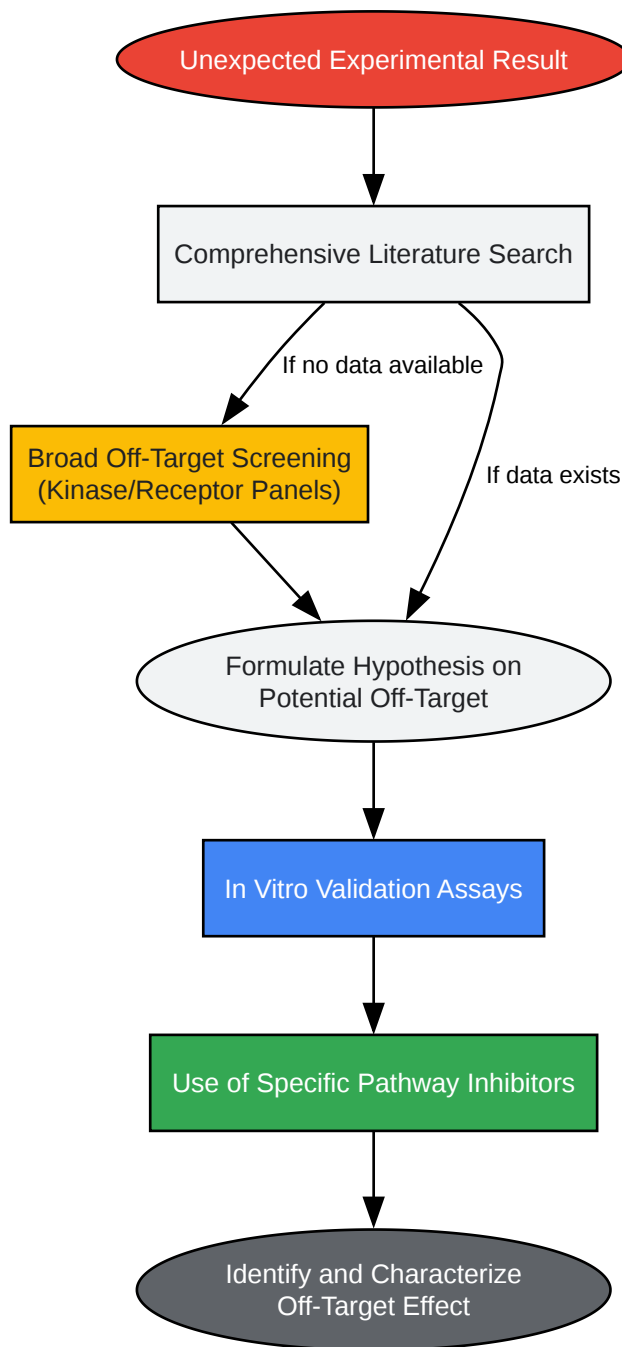 Unexpected Experimental Result
Comprehensive Literature Search
If no data available
Broad Off-Target Screening
(Kinase/Receptor Panels)
If data exists
Formulate Hypothesis on
Potential Off-Target
In Vitro Validation Assays
Use of Specific Pathway Inhibitors
Identify and Characterize
Off-Target Effect